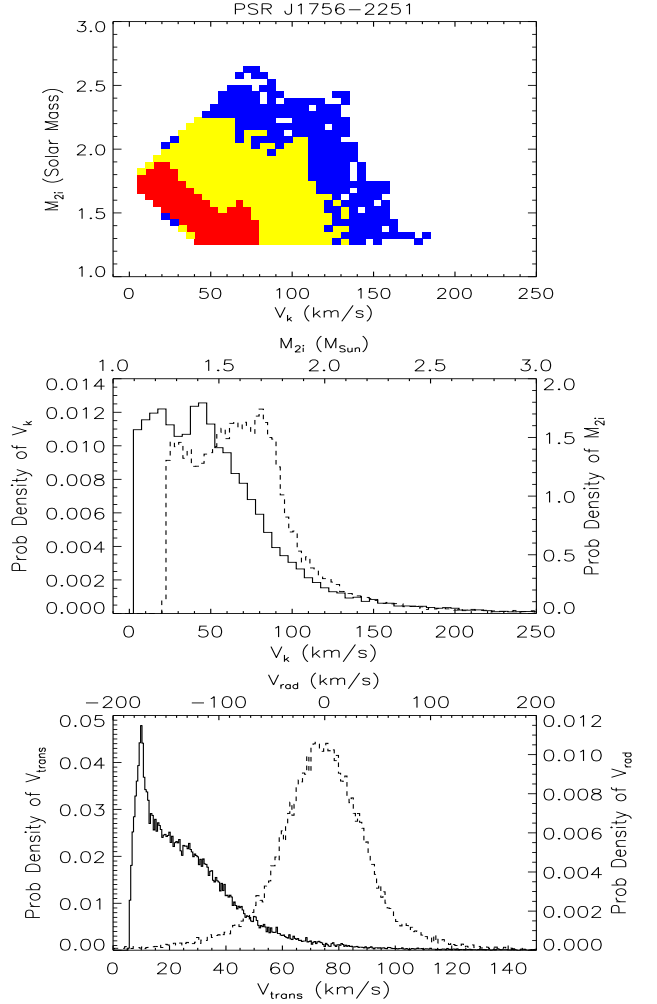 PSR J1756−2251
3.0
2.5
2.0
1.5
1.0
M2i (Solar Mass)
0 50 100 150 200 250
Vk (km/s)
M2i (MSun)
1.0 1.5 2.0 2.5 3.0
0.014
0.012
0.010
0.008
0.006
0.004
0.002
0.000
Prob Density of Vk
2.0
1.5
1.0
0.5
0.0
Prob Density of M2i
0 50 100 150 200 250
Vk (km/s)
Vrad (km/s)
−200 −100 0 100 200
0.05
0.04
0.03
0.02
0.01
0.00
Prob Density of Vtrans
0.012
0.010
0.008
0.006
0.004
0.002
0.000
Prob Density of Vrad
0 20 40 60 80 100 120 140
Vtrans (km/s)